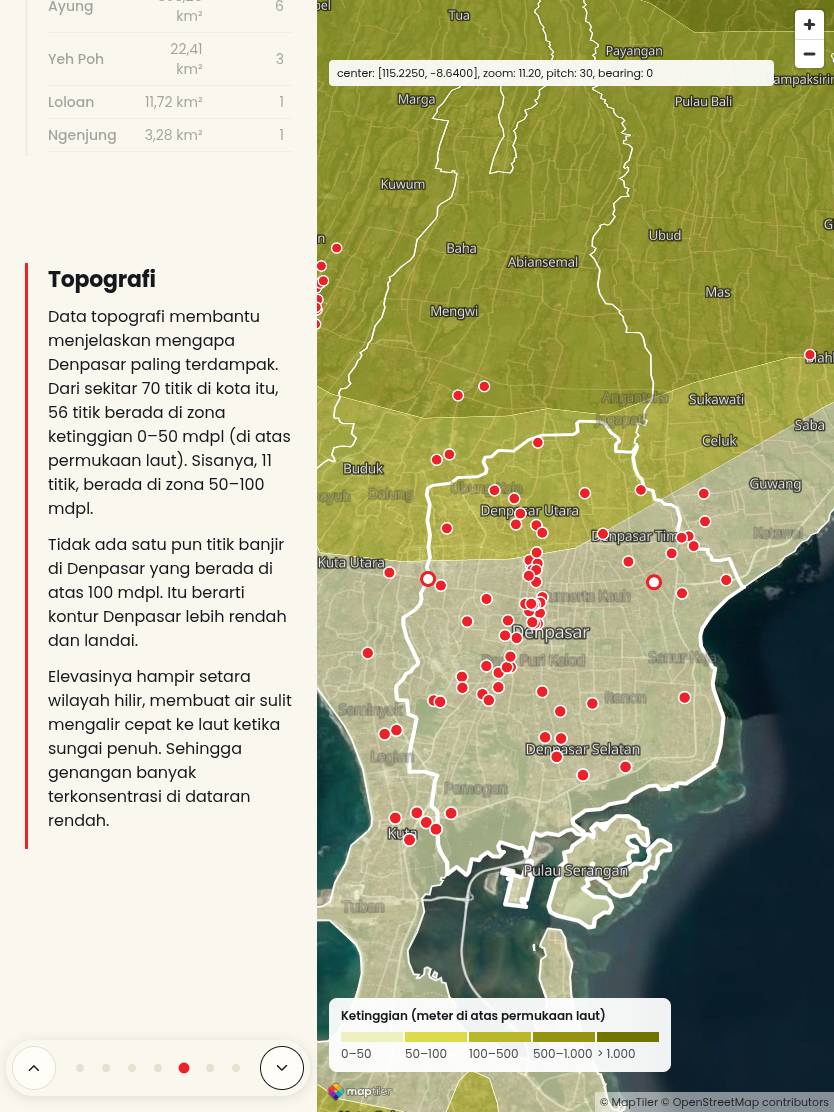 Ayung 6
km²
Yeh Poh 22,41 km² 3
Loloan 11,72 km² 1
Ngenjung 3,28 km² 1
Topografi
Data topografi membantu
menjelaskan mengapa
Denpasar paling terdampak.
Dari sekitar 70 titik di kota itu,
56 titik berada di zona
ketinggian 0–50 mdpl (di atas
permukaan laut). Sisanya, 11
titik, berada di zona 50–100
mdpl.
Tidak ada satu pun titik banjir
di Denpasar yang berada di
atas 100 mdpl. Itu berarti
kontur Denpasar lebih rendah
dan landai.
Elevasinya hampir setara
wilayah hilir, membuat air sulit
mengalir cepat ke laut ketika
sungai penuh. Sehingga
genangan banyak
terkonsentrasi di dataran
rendah.
Tua
Payangan
center: [115.2250, -8.6400], zoom: 11.20, pitch: 30, bearing: 0
Marga
Pulau Bali
Kuwum
Ubud
Baha
Abiansemal
Mas
Mengwi
Sukawati
Saba
Celuk
Buduk
Guwang
Dalung
Denpasar Utara
Denpasar Tim
Kuta Utara
Denpasar
Sanur Kaja
Renon
Seminyak
Denpasar Selatan
Legian
Pemogan
Kuta
Pulau Serangan
Tuban
Ketinggian (meter di atas permukaan laut)
0–50 50–100 100–500 500–1.000 > 1.000
maptiler
© MapTiler © OpenStreetMap contributors